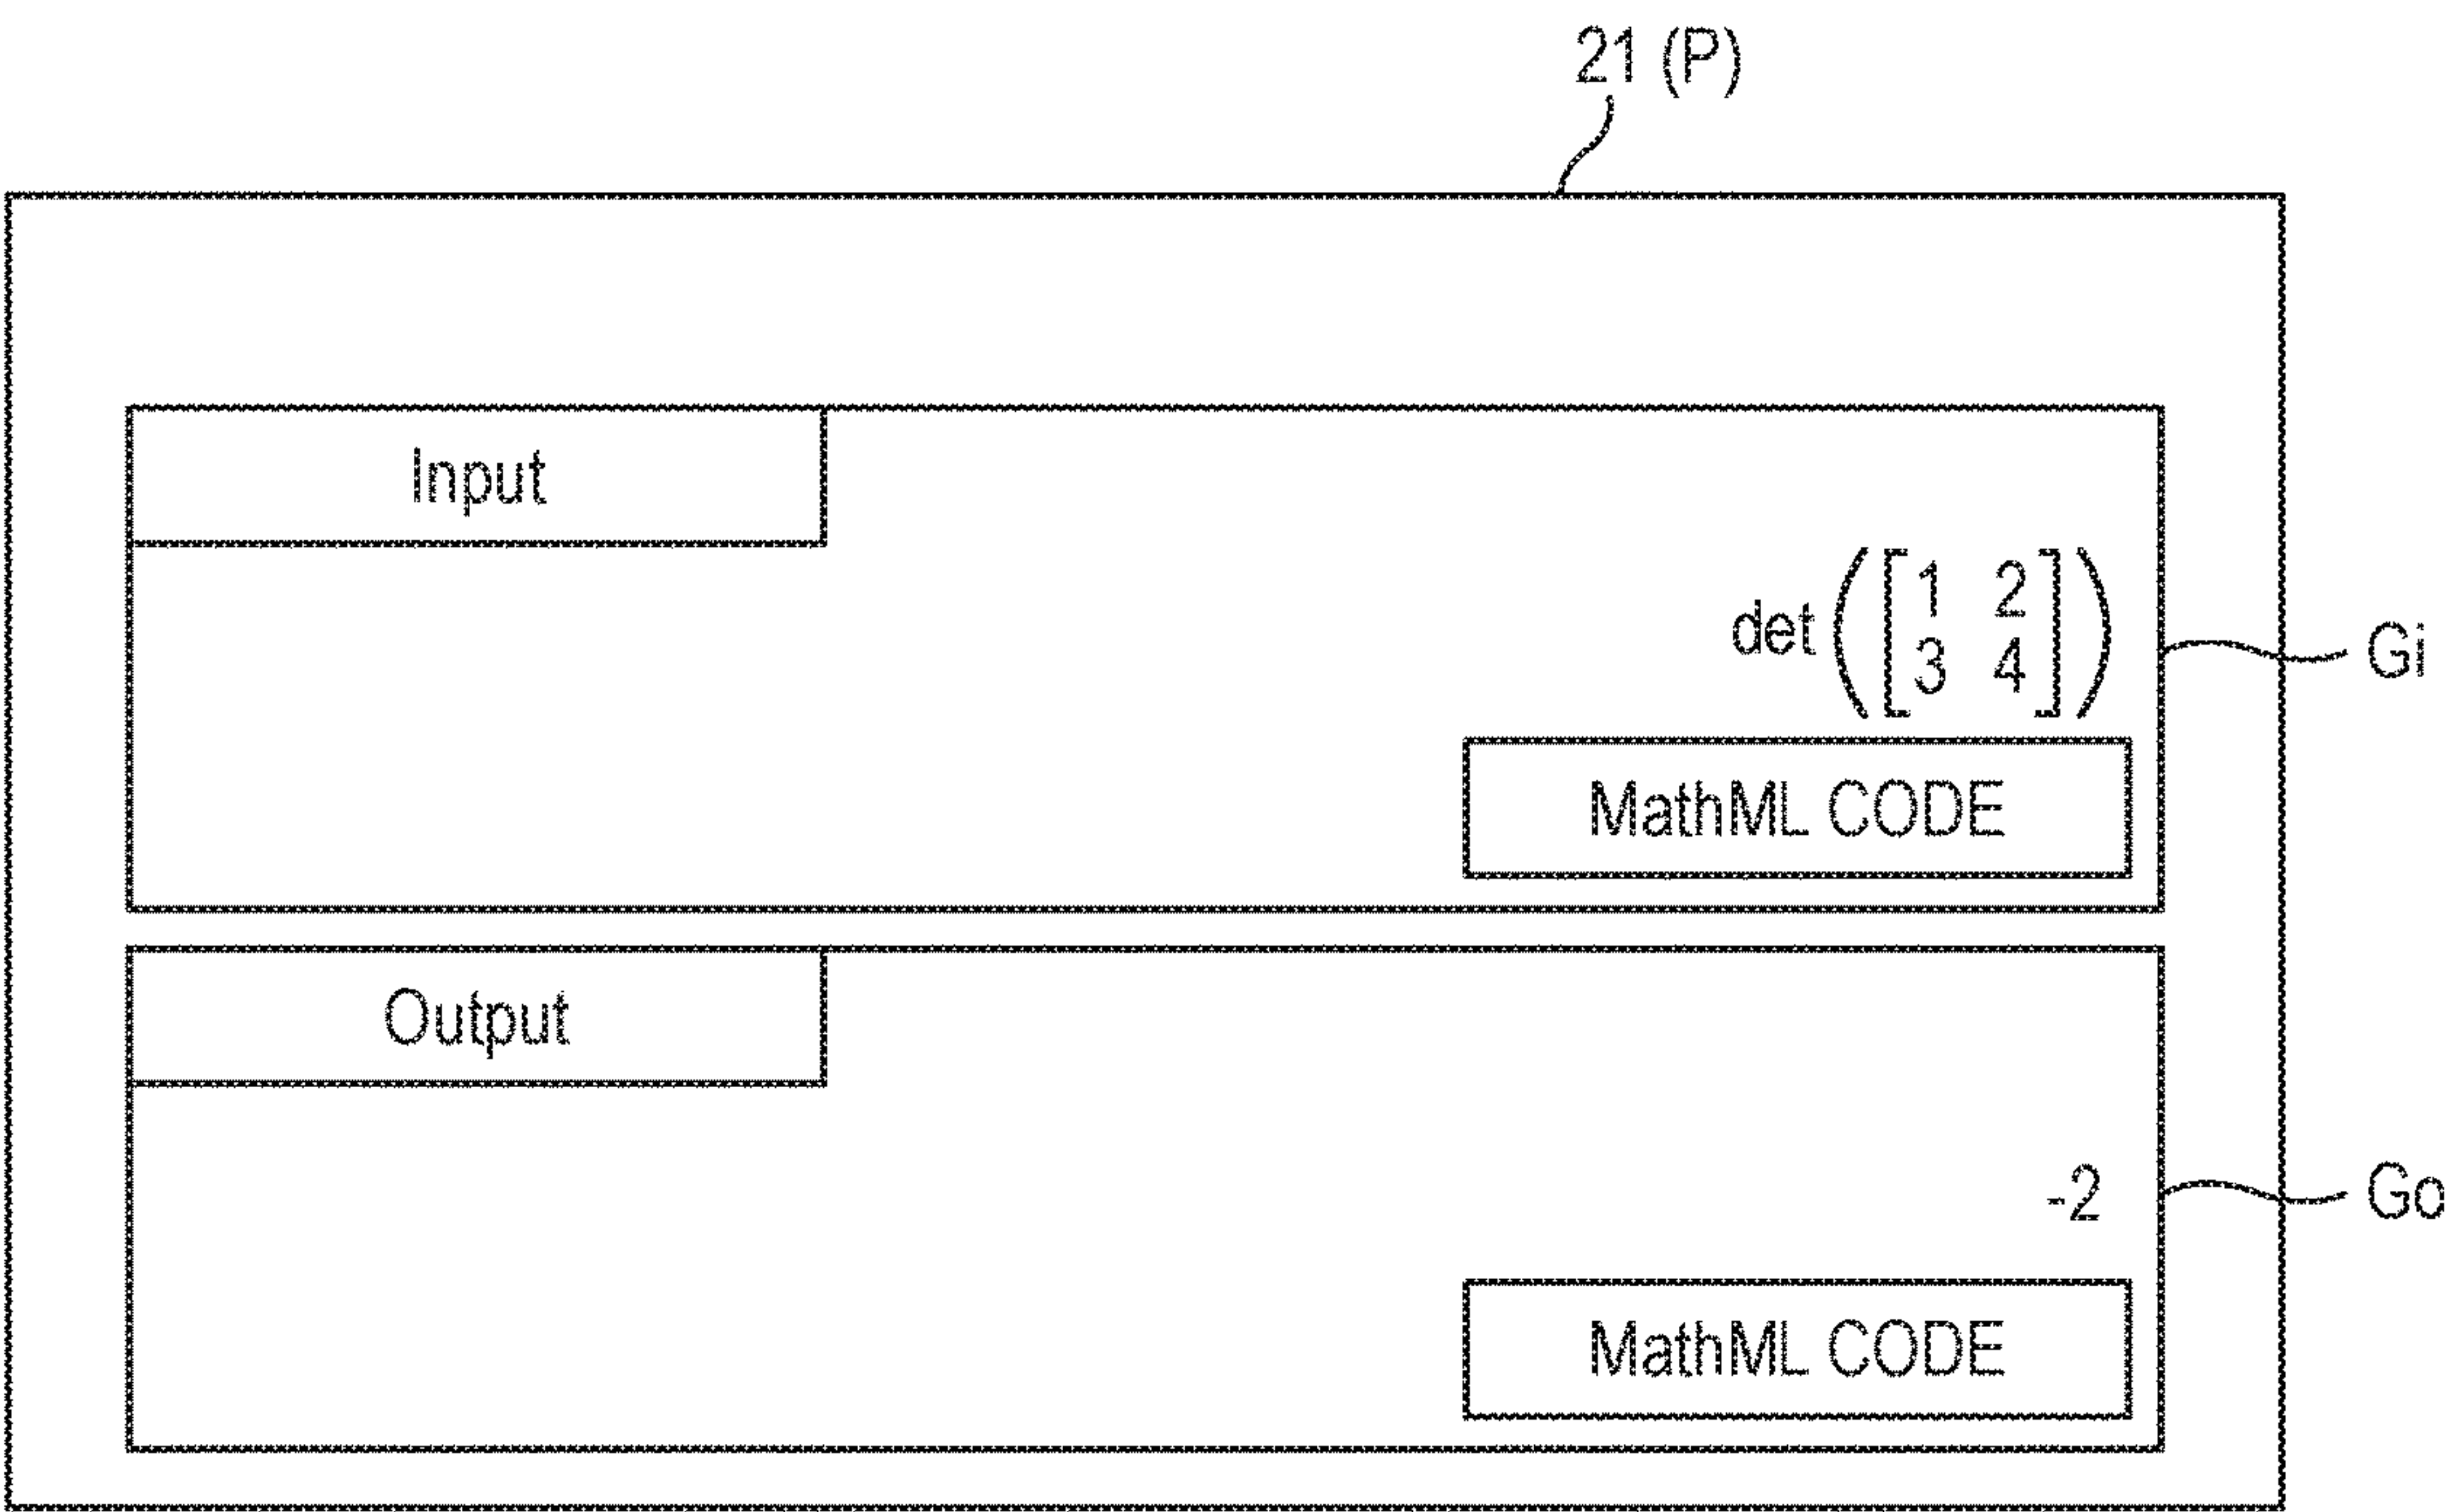 21 (P)
Input
det([1 2
3 4])
Gi
MathML CODE
Output
-2
Go
MathML CODE